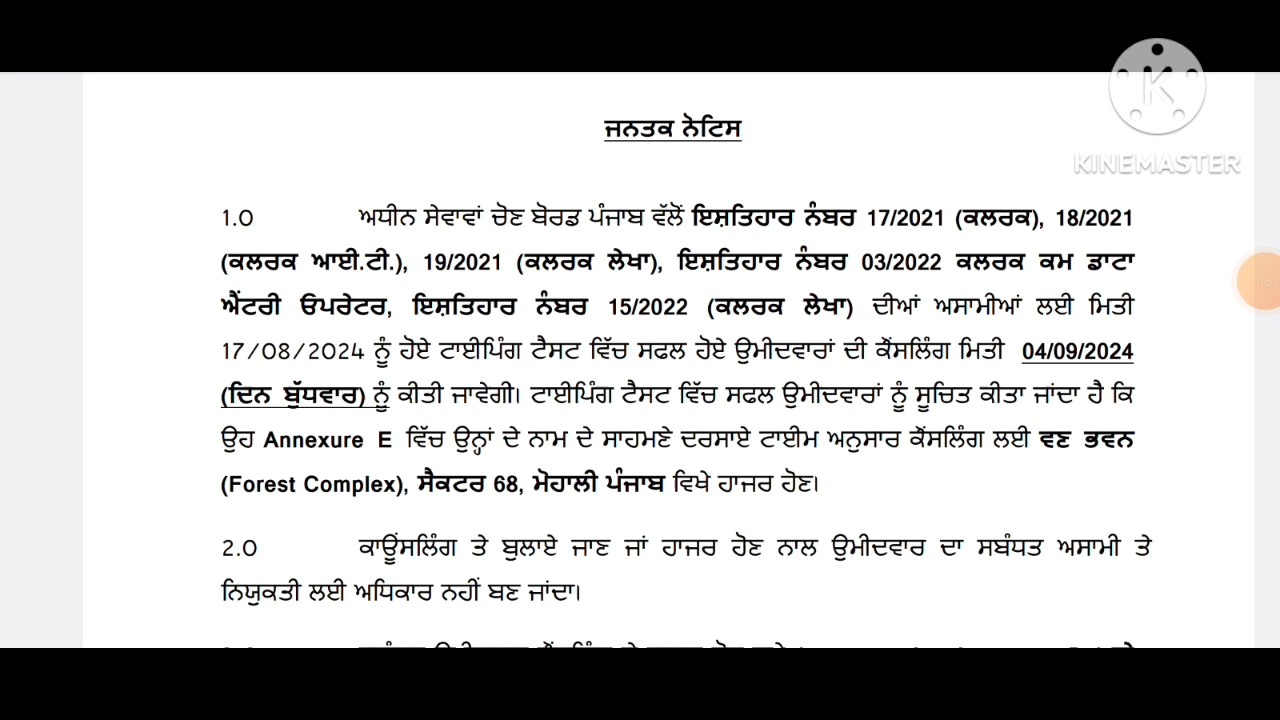 ਜਨਤਕ ਨੋਟਿਸ
KINEMASTER
1.0 ਅਧੀਨ ਸੇਵਾਵਾਂ ਚੋਣ ਬੋਰਡ ਪੰਜਾਬ ਵੱਲੋਂ ਇਸ਼ਤਿਹਾਰ ਨੰਬਰ 17/2021 (ਕਲਰਕ), 18/2021
(ਕਲਰਕ ਆਈ.ਟੀ.), 19/2021 (ਕਲਰਕ ਲੇਖਾ), ਇਸ਼ਤਿਹਾਰ ਨੰਬਰ 03/2022 ਕਲਰਕ ਕਮ ਡਾਟਾ
ਐਂਟਰੀ ਓਪਰੇਟਰ, ਇਸ਼ਤਿਹਾਰ ਨੰਬਰ 15/2022 (ਕਲਰਕ ਲੇਖਾ) ਦੀਆਂ ਅਸਾਮੀਆਂ ਲਈ ਮਿਤੀ
17/08/2024 ਨੂੰ ਹੋਏ ਟਾਈਪਿੰਗ ਟੈਸਟ ਵਿੱਚ ਸਫਲ ਹੋਏ ਉਮੀਦਵਾਰਾਂ ਦੀ ਕੌਂਸਲਿੰਗ ਮਿਤੀ 04/09/2024
(ਦਿਨ ਬੁੱਧਵਾਰ) ਨੂੰ ਕੀਤੀ ਜਾਵੇਗੀ। ਟਾਈਪਿੰਗ ਟੈਸਟ ਵਿੱਚ ਸਫਲ ਉਮੀਦਵਾਰਾਂ ਨੂੰ ਸੂਚਿਤ ਕੀਤਾ ਜਾਂਦਾ ਹੈ ਕਿ
ਉਹ Annexure E ਵਿੱਚ ਉਨ੍ਹਾਂ ਦੇ ਨਾਮ ਦੇ ਸਾਹਮਣੇ ਦਰਸਾਏ ਟਾਈਮ ਅਨੁਸਾਰ ਕੌਂਸਲਿੰਗ ਲਈ ਵਣ ਭਵਨ
(Forest Complex), ਸੈਕਟਰ 68, ਮੋਹਾਲੀ ਪੰਜਾਬ ਵਿਖੇ ਹਾਜਰ ਹੋਣ।
2.0 ਕਾਊਂਸਲਿੰਗ ਤੇ ਬੁਲਾਏ ਜਾਣ ਜਾਂ ਹਾਜਰ ਹੋਣ ਨਾਲ ਉਮੀਦਵਾਰ ਦਾ ਸਬੰਧਤ ਅਸਾਮੀ ਤੇ
ਨਿਯੁਕਤੀ ਲਈ ਅਧਿਕਾਰ ਨਹੀਂ ਬਣ ਜਾਂਦਾ।